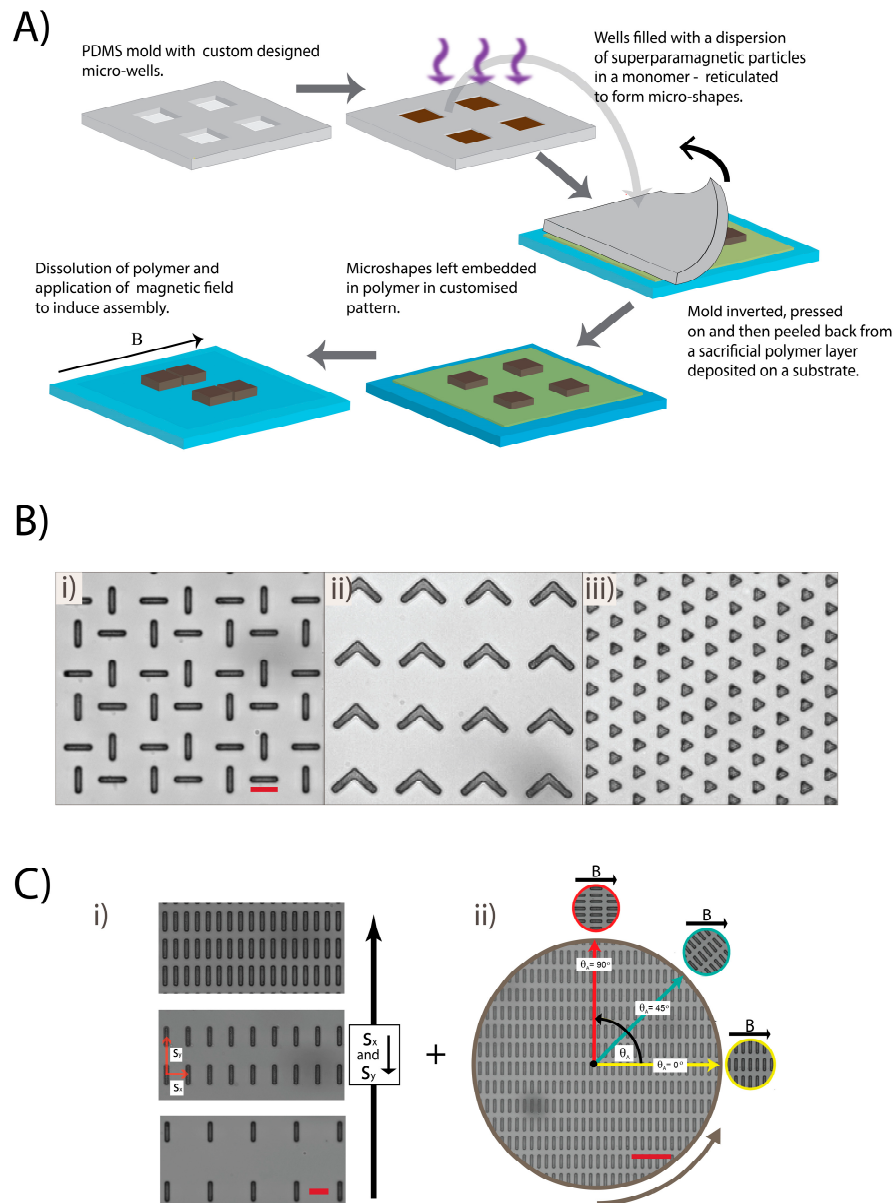 A)
PDMS mold with custom designed
micro-wells.
Wells filled with a dispersion
of superparamagnetic particles
in a monomer - reticulated
to form micro-shapes.
Dissolution of polymer and
application of magnetic field
to induce assembly.
B
Microshapes left embedded
in polymer in customised
pattern.
Mold inverted, pressed
on and then peeled back from
a sacrificial polymer layer
deposited on a substrate.
B)
i)
ii)
iii)
C)
i)
Sy
Sx
Sx
and
Sy
+
ii)
B
B
B
θA= 90°
θA= 45°
θA
θA= 0°